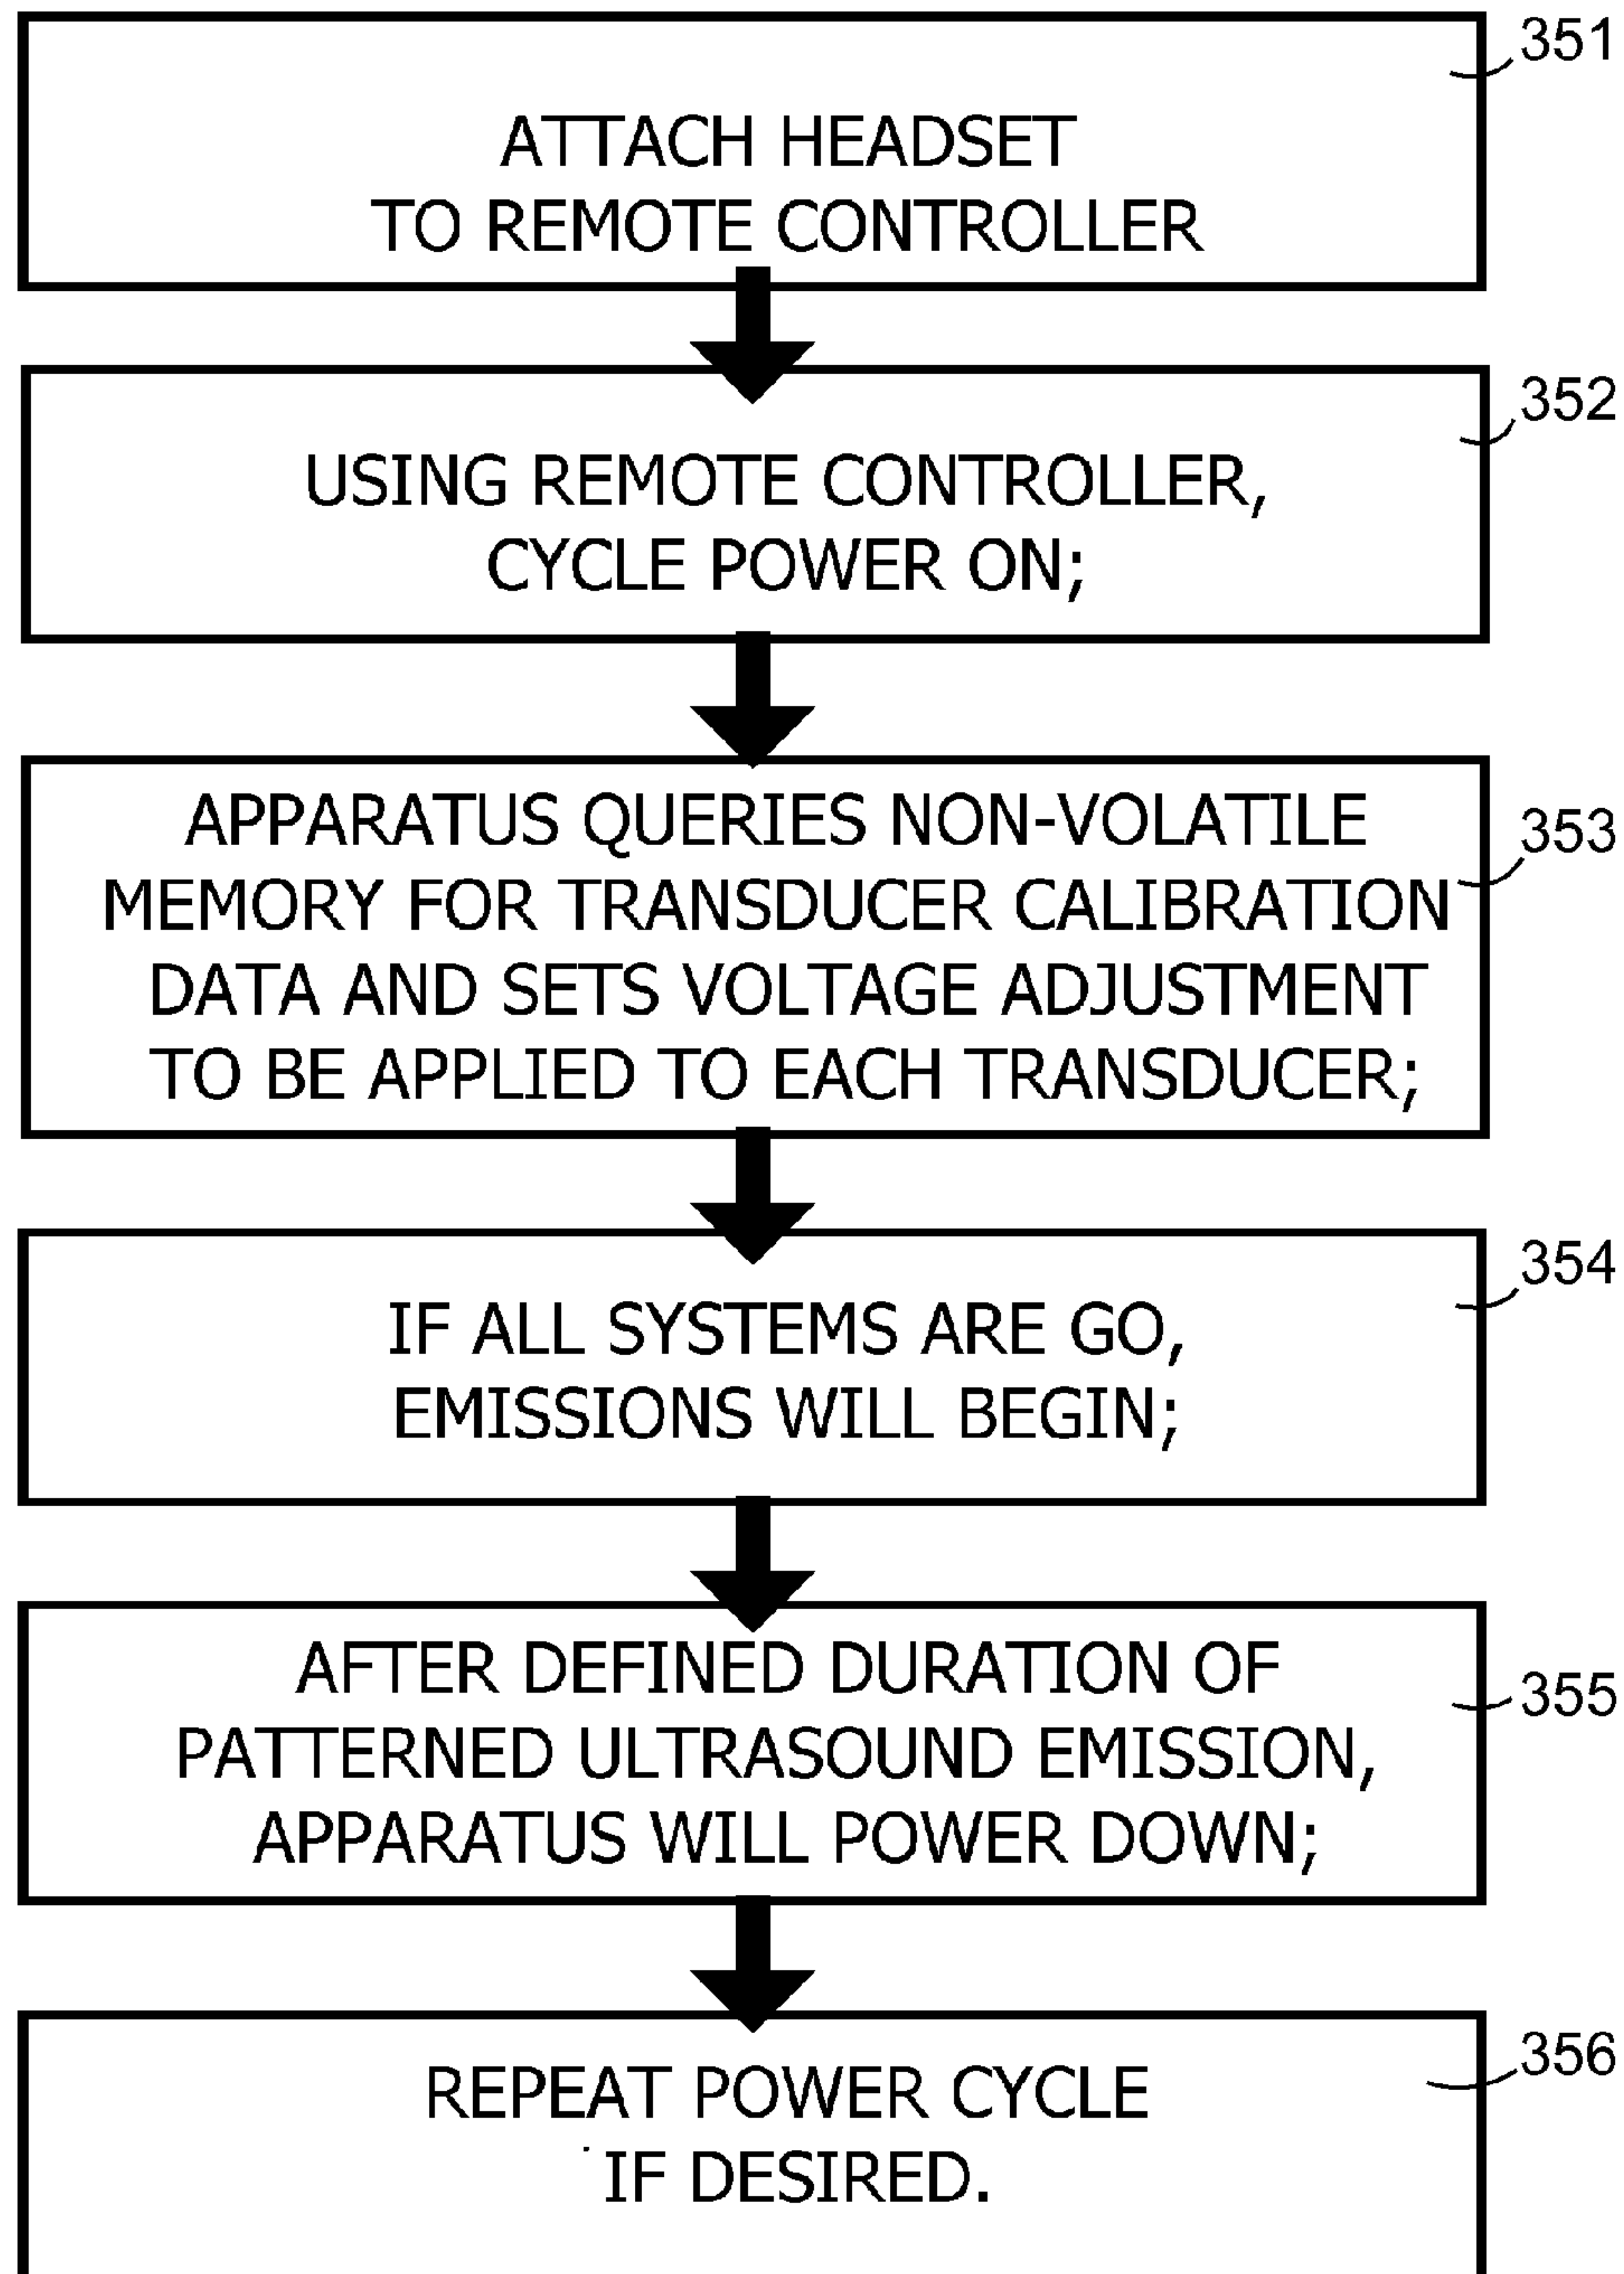 351
ATTACH HEADSET
TO REMOTE CONTROLLER
352
USING REMOTE CONTROLLER,
CYCLE POWER ON;
353
APPARATUS QUERIES NON-VOLATILE
MEMORY FOR TRANSDUCER CALIBRATION
DATA AND SETS VOLTAGE ADJUSTMENT
TO BE APPLIED TO EACH TRANSDUCER;
354
IF ALL SYSTEMS ARE GO,
EMISSIONS WILL BEGIN;
355
AFTER DEFINED DURATION OF
PATTERNED ULTRASOUND EMISSION,
APPARATUS WILL POWER DOWN;
356
REPEAT POWER CYCLE
IF DESIRED.